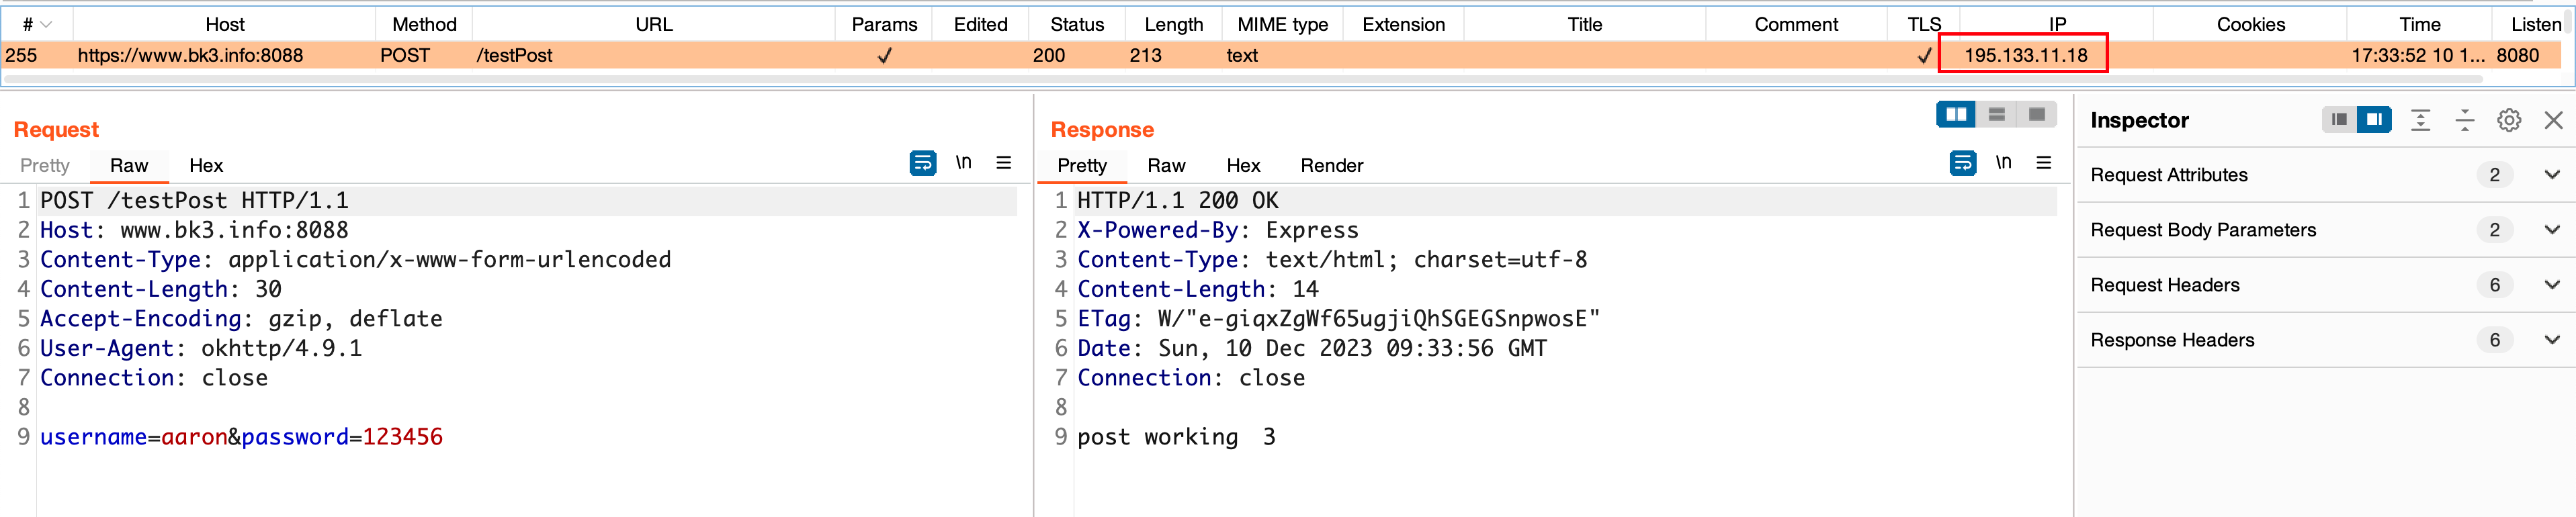 # Host Method URL Params Edited Status Length MIME type Extension Title Comment TLS IP Cookies Time Listen
255 https://www.bk3.info:8088 POST /testPost ✓ 200 213 text ✓ 195.133.11.18 17:33:52 10 1... 8080
Request
Pretty Raw Hex \n
1 POST /testPost HTTP/1.1
2 Host: www.bk3.info:8088
3 Content-Type: application/x-www-form-urlencoded
4 Content-Length: 30
5 Accept-Encoding: gzip, deflate
6 User-Agent: okhttp/4.9.1
7 Connection: close
8
9 username=aaron&password=123456
Response
Pretty Raw Hex Render \n
1 HTTP/1.1 200 OK
2 X-Powered-By: Express
3 Content-Type: text/html; charset=utf-8
4 Content-Length: 14
5 ETag: W/"e-giqxZgWf65ugjiQhSGEGSnpwosE"
6 Date: Sun, 10 Dec 2023 09:33:56 GMT
7 Connection: close
8
9 post working 3
Inspector
Request Attributes 2
Request Body Parameters 2
Request Headers 6
Response Headers 6